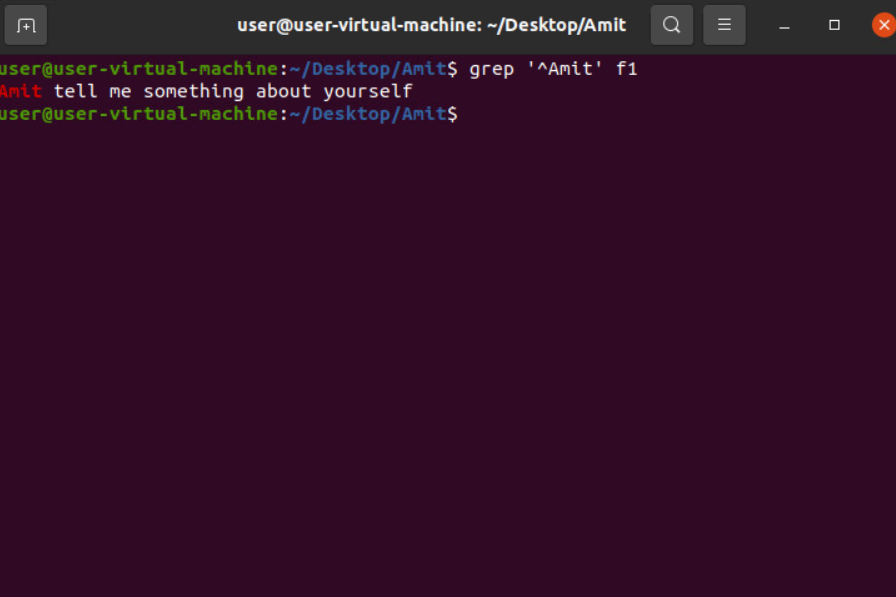 user@user-virtual-machine: ~/Desktop/Amit
user@user-virtual-machine:~/Desktop/Amit$ grep '^Amit' f1
Amit tell me something about yourself
user@user-virtual-machine:~/Desktop/Amit$